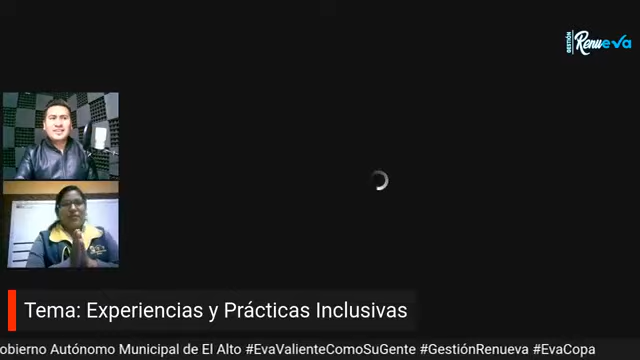 GESTIÓN
Renueva
Tema: Experiencias y Prácticas Inclusivas
obierno Autónomo Municipal de El Alto #EvaValienteComoSuGente #GestiónRenueva #EvaCopa